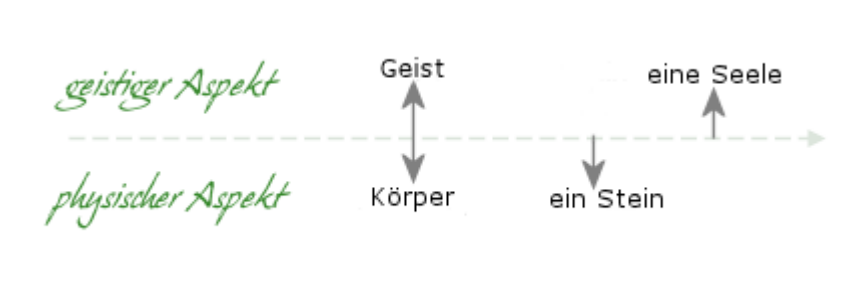 geistiger Aspekt
Geist
eine Seele
physischer Aspekt
Körper
ein Stein